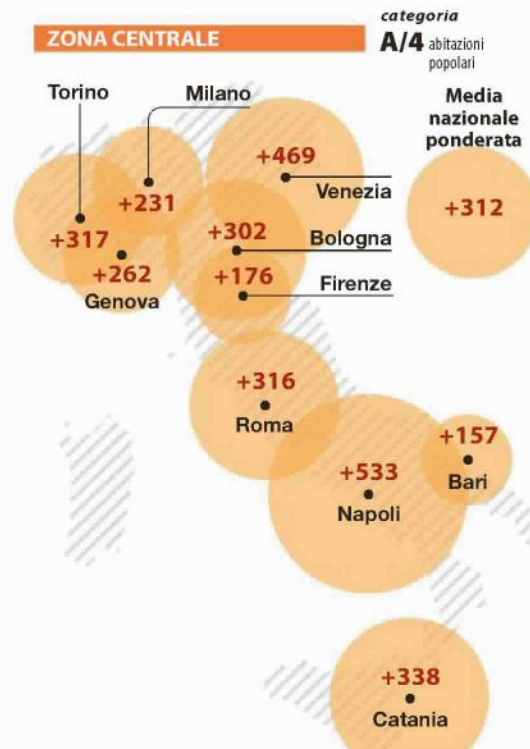 ZONA CENTRALE
categoria
A/4 abitazioni
popolari
Torino
Milano
Media
nazionale
ponderata
+469
+231
Venezia
+312
+317
+302
Bologna
+262
+176
Genova
Firenze
+316
Roma
+157
+533
Bari
Napoli
+338
Catania